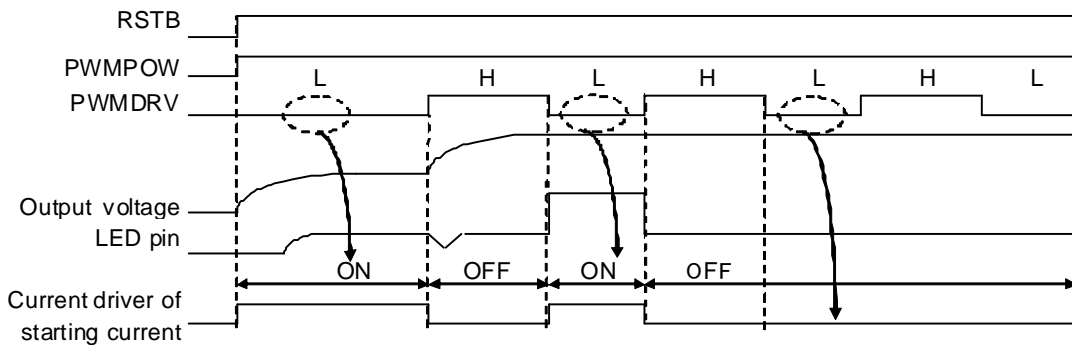 RSTB
PWMPOW
L H L H L H L
PWMDRV
Output voltage
LED pin
ON OFF ON OFF
Current driver of
starting current